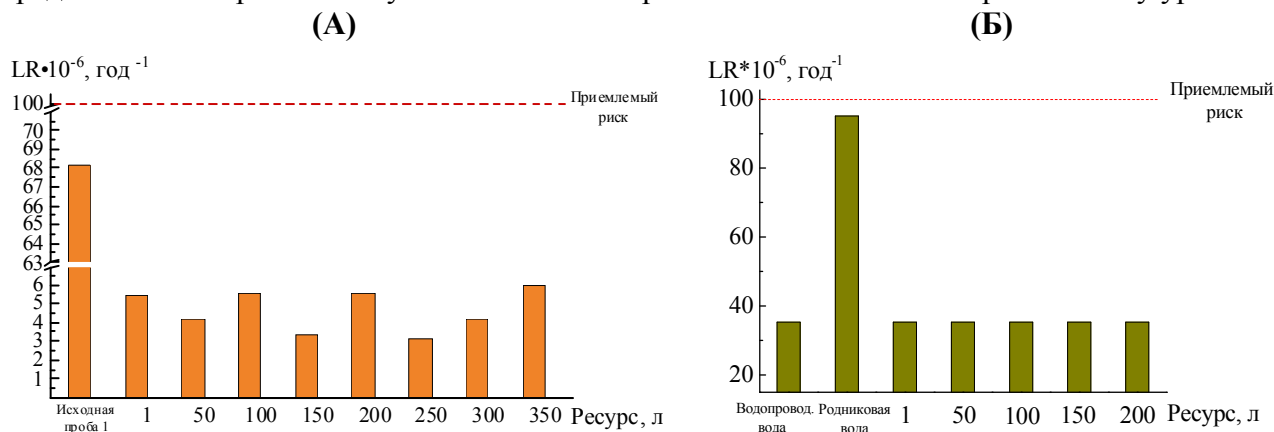 (А)
(Б)
LR•10⁻⁶, год ⁻¹
100
70
69
68
67
66
65
64
63
6
5
4
3
2
1
Приемлемый
риск
Исходная
проба 1
1 50 100 150 200 250 300 350 Ресурс, л
LR*10⁻⁶, год⁻¹
100
80
60
40
20
Приемлемый
риск
Водопровод.
вода
Родниковая
вода
1 50 100 150 200 Ресурс, л